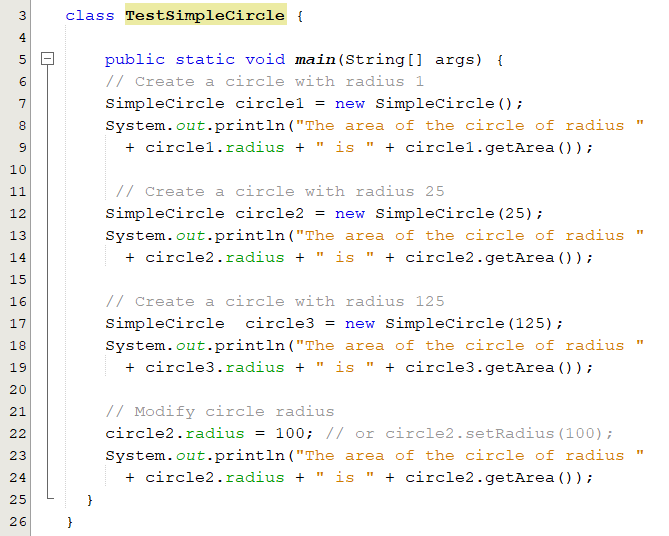 3 class TestSimpleCircle {
4
5 public static void main(String[] args) {
6 // Create a circle with radius 1
7 SimpleCircle circle1 = new SimpleCircle();
8 System.out.println("The area of the circle of radius "
9 + circle1.radius + " is " + circle1.getArea());
10
11 // Create a circle with radius 25
12 SimpleCircle circle2 = new SimpleCircle(25);
13 System.out.println("The area of the circle of radius "
14 + circle2.radius + " is " + circle2.getArea());
15
16 // Create a circle with radius 125
17 SimpleCircle  circle3 = new SimpleCircle(125);
18 System.out.println("The area of the circle of radius "
19 + circle3.radius + " is " + circle3.getArea());
20
21 // Modify circle radius
22 circle2.radius = 100; // or circle2.setRadius(100);
23 System.out.println("The area of the circle of radius "
24 + circle2.radius + " is " + circle2.getArea());
25 }
26 }